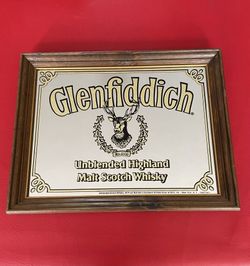 Glenfiddich
Unblended Highland
Malt Scotch Whisky